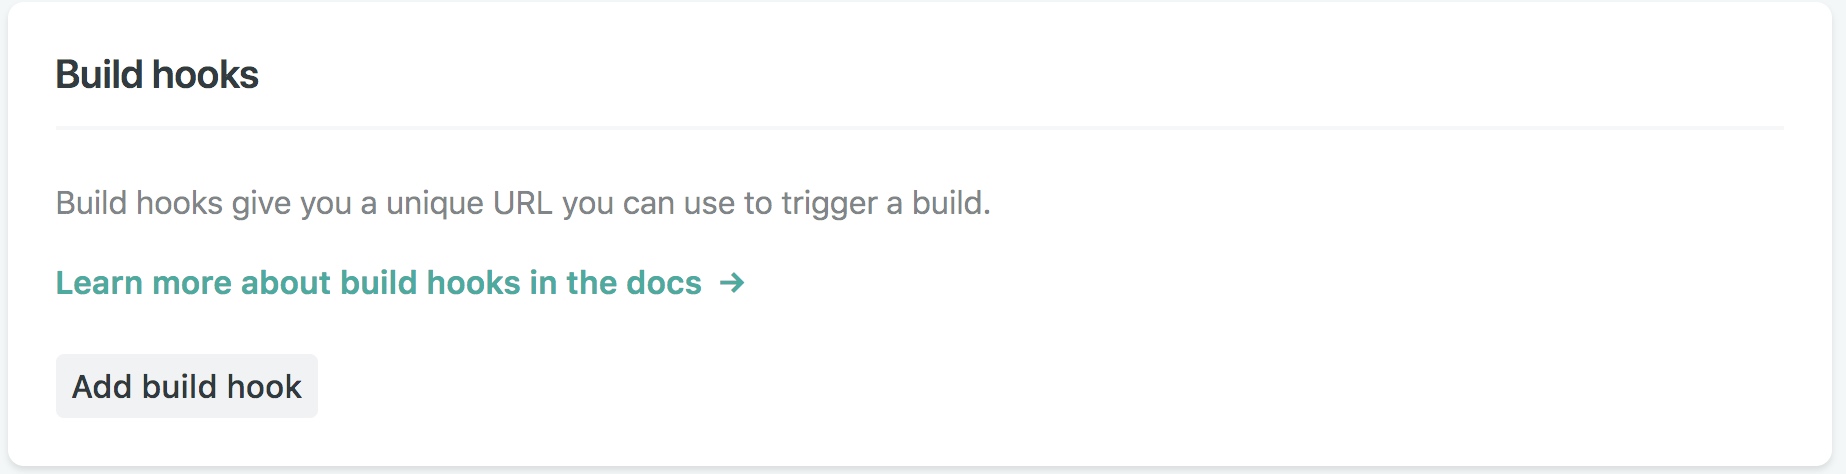 Build hooks
Build hooks give you a unique URL you can use to trigger a build.
Learn more about build hooks in the docs →
Add build hook